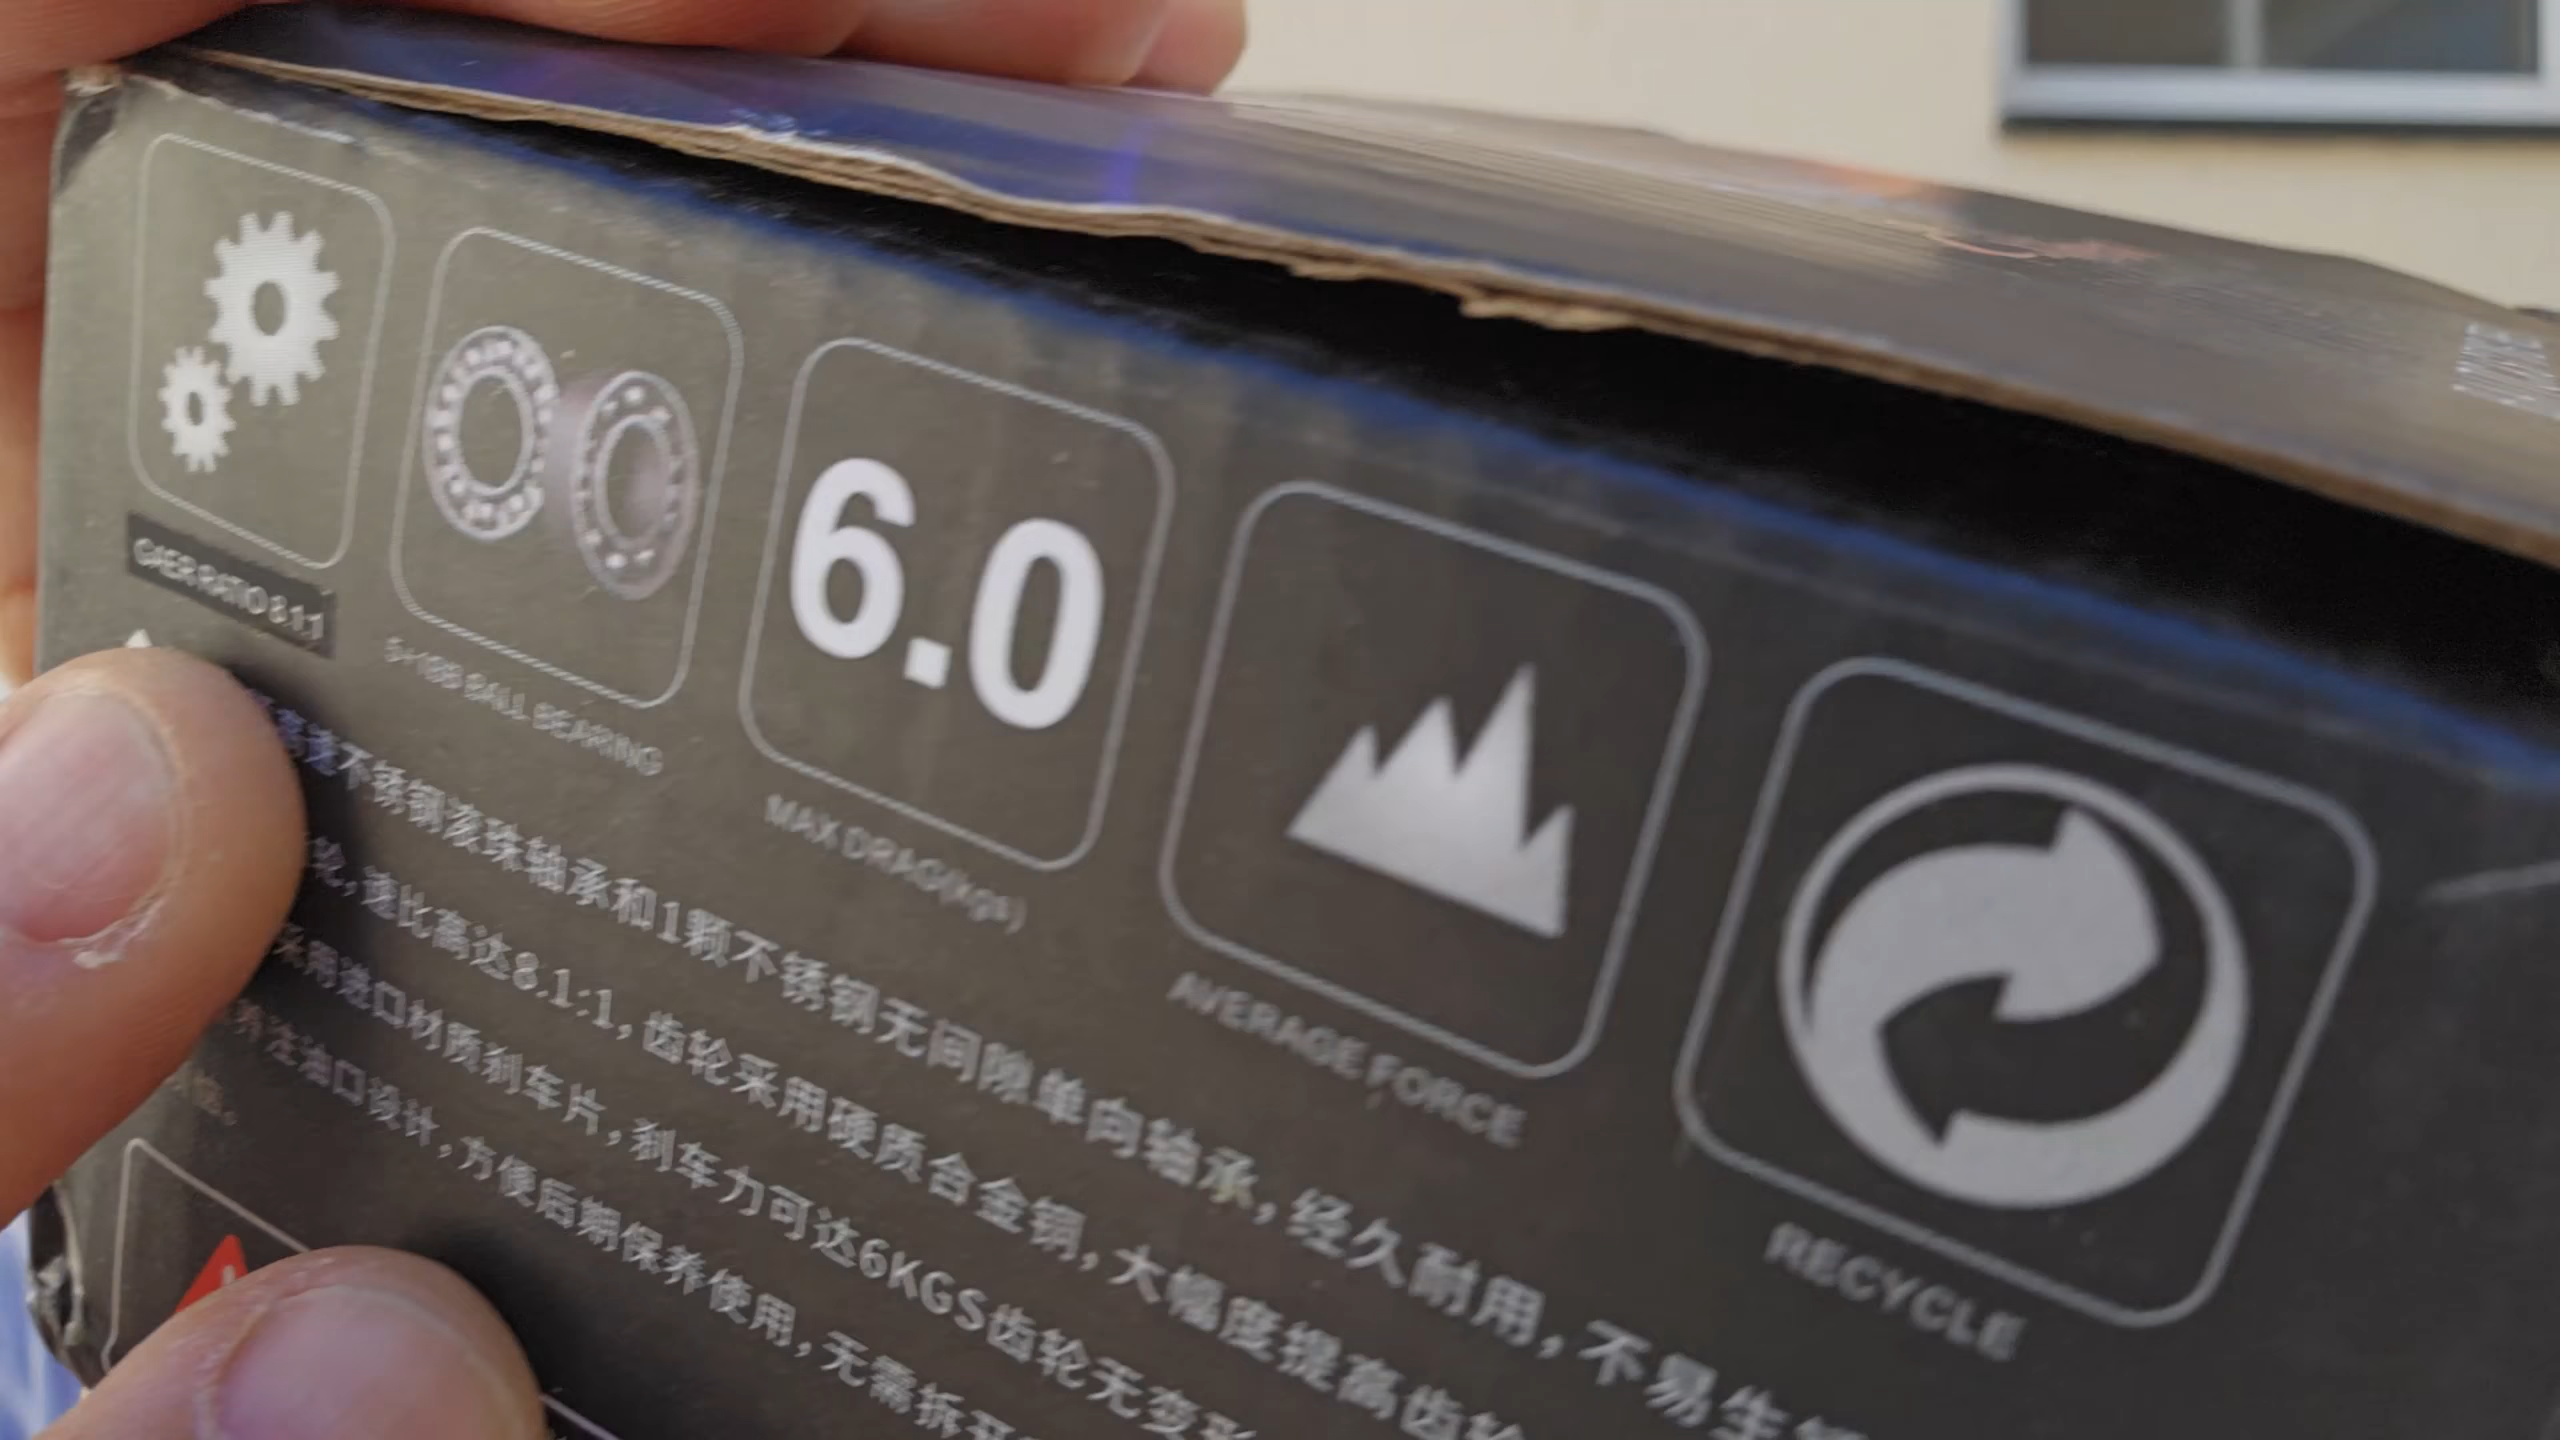 GAER RATIO 8.1:1
5+1BB BALL BEARING
6.0
MAX DRAG(kgs)
AVERAGE FORCE
RECYCLE
不锈钢滚珠轴承和1颗不锈钢无间隙单向轴承，经久耐用，不易生
轮，速比高达8.1:1，齿轮采用硬质合金铜，大幅度提高齿轮
采用进口材质刹车片，刹车力可达6KGS齿轮无变形
注油口设计，方便后期保养使用，无需拆开